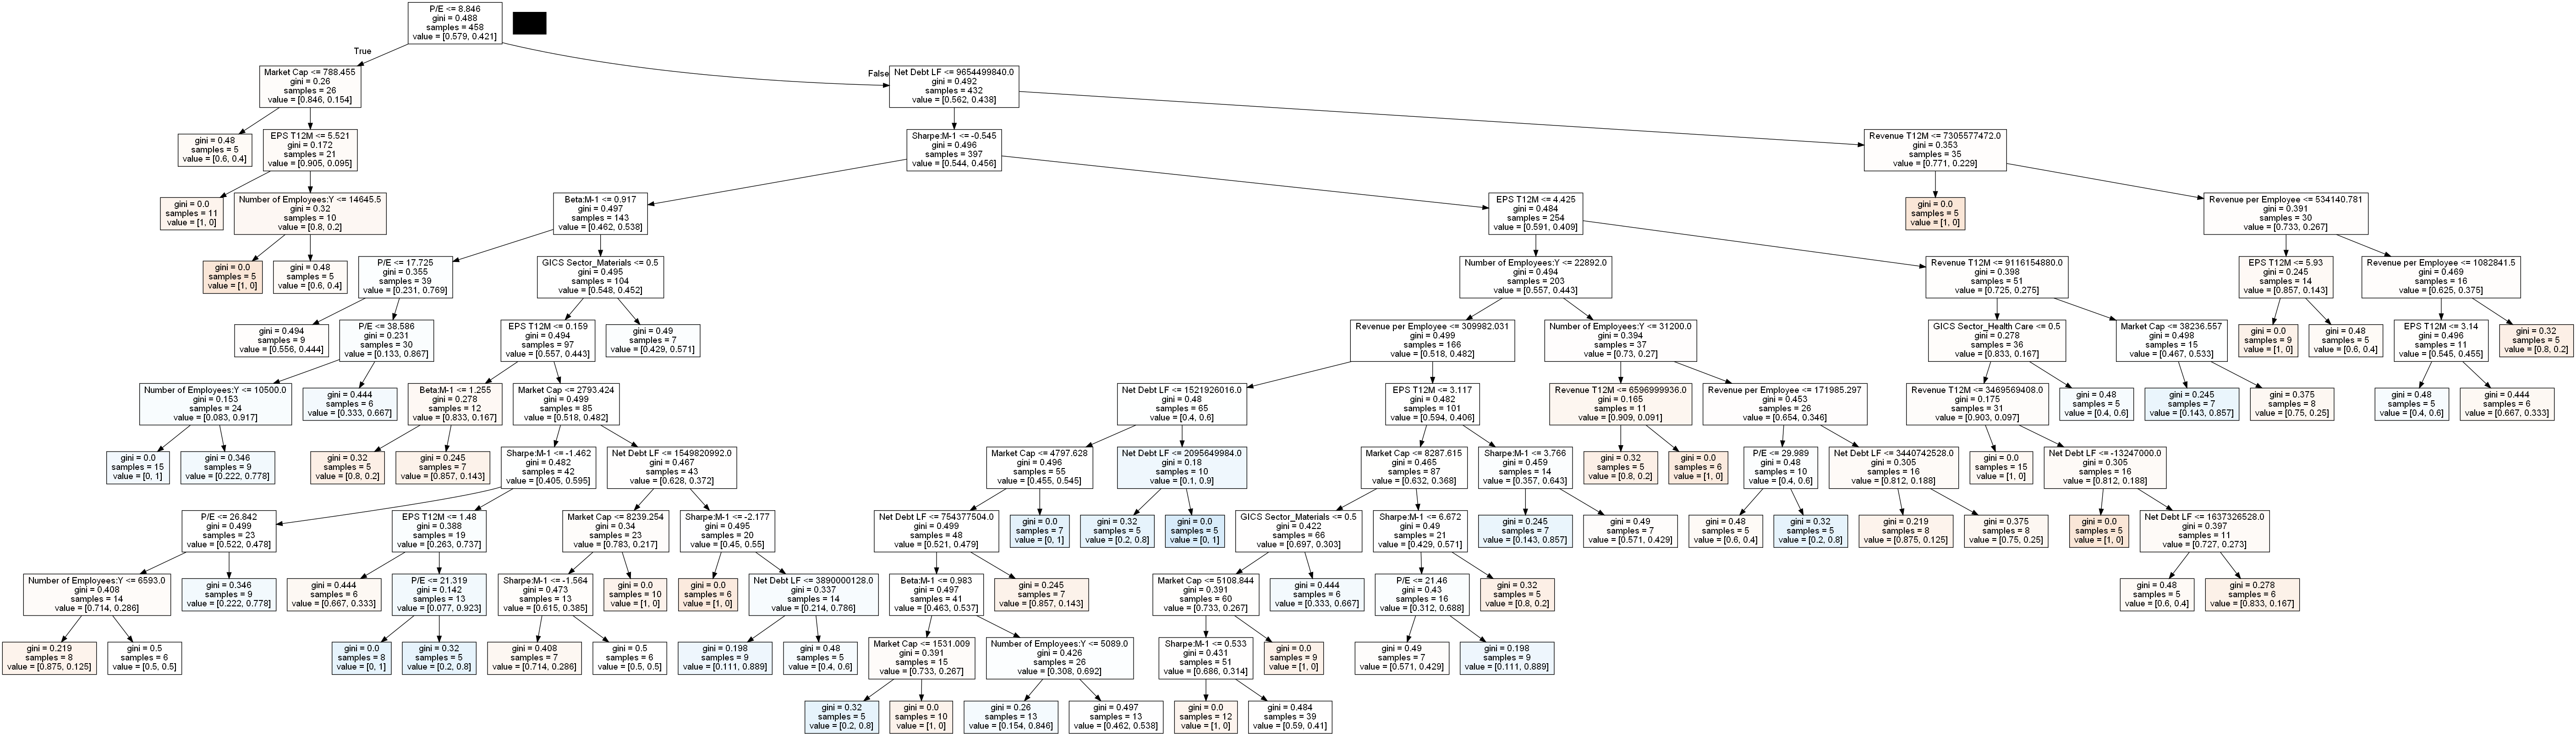 P/E <= 8.846
gini = 0.488
samples = 458
value = [0.579, 0.421]
True
False
Market Cap <= 788.455
gini = 0.26
samples = 26
value = [0.846, 0.154]
Net Debt LF <= 9654499840.0
gini = 0.492
samples = 432
value = [0.562, 0.438]
gini = 0.48
samples = 5
value = [0.6, 0.4]
EPS T12M <= 5.521
gini = 0.172
samples = 21
value = [0.905, 0.095]
Sharpe:M-1 <= -0.545
gini = 0.496
samples = 397
value = [0.544, 0.456]
Revenue T12M <= 7305577472.0
gini = 0.353
samples = 35
value = [0.771, 0.229]
gini = 0.0
samples = 11
value = [1, 0]
Number of Employees:Y <= 14645.5
gini = 0.32
samples = 10
value = [0.8, 0.2]
Beta:M-1 <= 0.917
gini = 0.497
samples = 143
value = [0.462, 0.538]
EPS T12M <= 4.425
gini = 0.484
samples = 254
value = [0.591, 0.409]
gini = 0.0
samples = 5
value = [1, 0]
Revenue per Employee <= 534140.781
gini = 0.391
samples = 30
value = [0.733, 0.267]
gini = 0.0
samples = 5
value = [1, 0]
gini = 0.48
samples = 5
value = [0.6, 0.4]
P/E <= 17.725
gini = 0.355
samples = 39
value = [0.231, 0.769]
GICS Sector_Materials <= 0.5
gini = 0.495
samples = 104
value = [0.548, 0.452]
Number of Employees:Y <= 22892.0
gini = 0.494
samples = 203
value = [0.557, 0.443]
Revenue T12M <= 9116154880.0
gini = 0.398
samples = 51
value = [0.725, 0.275]
EPS T12M <= 5.93
gini = 0.245
samples = 14
value = [0.857, 0.143]
Revenue per Employee <= 1082841.5
gini = 0.469
samples = 16
value = [0.625, 0.375]
gini = 0.494
samples = 9
value = [0.556, 0.444]
P/E <= 38.586
gini = 0.231
samples = 30
value = [0.133, 0.867]
EPS T12M <= 0.159
gini = 0.494
samples = 97
value = [0.557, 0.443]
gini = 0.49
samples = 7
value = [0.429, 0.571]
Revenue per Employee <= 309982.031
gini = 0.499
samples = 166
value = [0.518, 0.482]
Number of Employees:Y <= 31200.0
gini = 0.394
samples = 37
value = [0.73, 0.27]
GICS Sector_Health Care <= 0.5
gini = 0.278
samples = 36
value = [0.833, 0.167]
Market Cap <= 38236.557
gini = 0.498
samples = 15
value = [0.467, 0.533]
gini = 0.0
samples = 9
value = [1, 0]
gini = 0.48
samples = 5
value = [0.6, 0.4]
EPS T12M <= 3.14
gini = 0.496
samples = 11
value = [0.545, 0.455]
gini = 0.32
samples = 5
value = [0.8, 0.2]
Number of Employees:Y <= 10500.0
gini = 0.153
samples = 24
value = [0.083, 0.917]
gini = 0.444
samples = 6
value = [0.333, 0.667]
Beta:M-1 <= 1.255
gini = 0.278
samples = 12
value = [0.833, 0.167]
Market Cap <= 2793.424
gini = 0.499
samples = 85
value = [0.518, 0.482]
Net Debt LF <= 1521926016.0
gini = 0.48
samples = 65
value = [0.4, 0.6]
EPS T12M <= 3.117
gini = 0.482
samples = 101
value = [0.594, 0.406]
Revenue T12M <= 6596999936.0
gini = 0.165
samples = 11
value = [0.909, 0.091]
Revenue per Employee <= 171985.297
gini = 0.453
samples = 26
value = [0.654, 0.346]
Revenue T12M <= 3469569408.0
gini = 0.175
samples = 31
value = [0.903, 0.097]
gini = 0.48
samples = 5
value = [0.4, 0.6]
gini = 0.245
samples = 7
value = [0.143, 0.857]
gini = 0.375
samples = 8
value = [0.75, 0.25]
gini = 0.48
samples = 5
value = [0.4, 0.6]
gini = 0.444
samples = 6
value = [0.667, 0.333]
gini = 0.0
samples = 15
value = [0, 1]
gini = 0.346
samples = 9
value = [0.222, 0.778]
gini = 0.32
samples = 5
value = [0.8, 0.2]
gini = 0.245
samples = 7
value = [0.857, 0.143]
Sharpe:M-1 <= -1.462
gini = 0.482
samples = 42
value = [0.405, 0.595]
Net Debt LF <= 1549820992.0
gini = 0.467
samples = 43
value = [0.628, 0.372]
Market Cap <= 4797.628
gini = 0.496
samples = 55
value = [0.455, 0.545]
Net Debt LF <= 2095649984.0
gini = 0.18
samples = 10
value = [0.1, 0.9]
Market Cap <= 8287.615
gini = 0.465
samples = 87
value = [0.632, 0.368]
Sharpe:M-1 <= 3.766
gini = 0.459
samples = 14
value = [0.357, 0.643]
gini = 0.32
samples = 5
value = [0.8, 0.2]
gini = 0.0
samples = 6
value = [1, 0]
P/E <= 29.989
gini = 0.48
samples = 10
value = [0.4, 0.6]
Net Debt LF <= 3440742528.0
gini = 0.305
samples = 16
value = [0.812, 0.188]
gini = 0.0
samples = 15
value = [1, 0]
Net Debt LF <= -13247000.0
gini = 0.305
samples = 16
value = [0.812, 0.188]
P/E <= 26.842
gini = 0.499
samples = 23
value = [0.522, 0.478]
EPS T12M <= 1.48
gini = 0.388
samples = 19
value = [0.263, 0.737]
Market Cap <= 8239.254
gini = 0.34
samples = 23
value = [0.783, 0.217]
Sharpe:M-1 <= -2.177
gini = 0.495
samples = 20
value = [0.45, 0.55]
Net Debt LF <= 754377504.0
gini = 0.499
samples = 48
value = [0.521, 0.479]
gini = 0.0
samples = 7
value = [0, 1]
gini = 0.32
samples = 5
value = [0.2, 0.8]
gini = 0.0
samples = 5
value = [0, 1]
GICS Sector_Materials <= 0.5
gini = 0.422
samples = 66
value = [0.697, 0.303]
Sharpe:M-1 <= 6.672
gini = 0.49
samples = 21
value = [0.429, 0.571]
gini = 0.245
samples = 7
value = [0.143, 0.857]
gini = 0.49
samples = 7
value = [0.571, 0.429]
gini = 0.48
samples = 5
value = [0.6, 0.4]
gini = 0.32
samples = 5
value = [0.2, 0.8]
gini = 0.219
samples = 8
value = [0.875, 0.125]
gini = 0.375
samples = 8
value = [0.75, 0.25]
gini = 0.0
samples = 5
value = [1, 0]
Net Debt LF <= 1637326528.0
gini = 0.397
samples = 11
value = [0.727, 0.273]
Number of Employees:Y <= 6593.0
gini = 0.408
samples = 14
value = [0.714, 0.286]
gini = 0.346
samples = 9
value = [0.222, 0.778]
gini = 0.444
samples = 6
value = [0.667, 0.333]
P/E <= 21.319
gini = 0.142
samples = 13
value = [0.077, 0.923]
Sharpe:M-1 <= -1.564
gini = 0.473
samples = 13
value = [0.615, 0.385]
gini = 0.0
samples = 10
value = [1, 0]
gini = 0.0
samples = 6
value = [1, 0]
Net Debt LF <= 3890000128.0
gini = 0.337
samples = 14
value = [0.214, 0.786]
Beta:M-1 <= 0.983
gini = 0.497
samples = 41
value = [0.463, 0.537]
gini = 0.245
samples = 7
value = [0.857, 0.143]
Market Cap <= 5108.844
gini = 0.391
samples = 60
value = [0.733, 0.267]
gini = 0.444
samples = 6
value = [0.333, 0.667]
P/E <= 21.46
gini = 0.43
samples = 16
value = [0.312, 0.688]
gini = 0.32
samples = 5
value = [0.8, 0.2]
gini = 0.48
samples = 5
value = [0.6, 0.4]
gini = 0.278
samples = 6
value = [0.833, 0.167]
gini = 0.219
samples = 8
value = [0.875, 0.125]
gini = 0.5
samples = 6
value = [0.5, 0.5]
gini = 0.0
samples = 8
value = [0, 1]
gini = 0.32
samples = 5
value = [0.2, 0.8]
gini = 0.408
samples = 7
value = [0.714, 0.286]
gini = 0.5
samples = 6
value = [0.5, 0.5]
gini = 0.198
samples = 9
value = [0.111, 0.889]
gini = 0.48
samples = 5
value = [0.4, 0.6]
Market Cap <= 1531.009
gini = 0.391
samples = 15
value = [0.733, 0.267]
Number of Employees:Y <= 5089.0
gini = 0.426
samples = 26
value = [0.308, 0.692]
Sharpe:M-1 <= 0.533
gini = 0.431
samples = 51
value = [0.686, 0.314]
gini = 0.0
samples = 9
value = [1, 0]
gini = 0.49
samples = 7
value = [0.571, 0.429]
gini = 0.198
samples = 9
value = [0.111, 0.889]
gini = 0.32
samples = 5
value = [0.2, 0.8]
gini = 0.0
samples = 10
value = [1, 0]
gini = 0.26
samples = 13
value = [0.154, 0.846]
gini = 0.497
samples = 13
value = [0.462, 0.538]
gini = 0.0
samples = 12
value = [1, 0]
gini = 0.484
samples = 39
value = [0.59, 0.41]